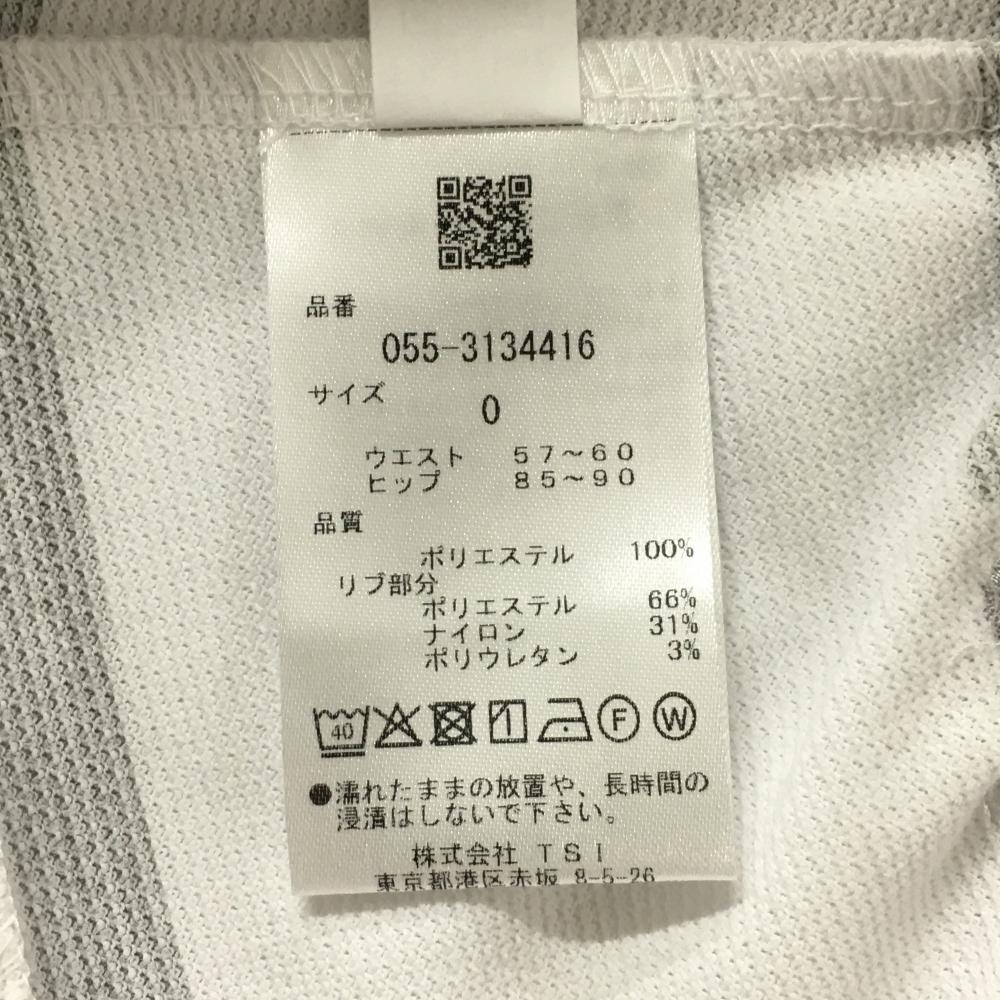 品番
055-3134416
サイズ
0
ウエスト 57~60
ヒップ 85~90
品質
ポリエステル 100%
リブ部分
ポリエステル 66%
ナイロン 31%
ポリウレタン 3%
40 F W
●濡れたままの放置や、長時間の
浸漬はしないで下さい。
株式会社 TSI
東京都港区赤坂 8-5-26